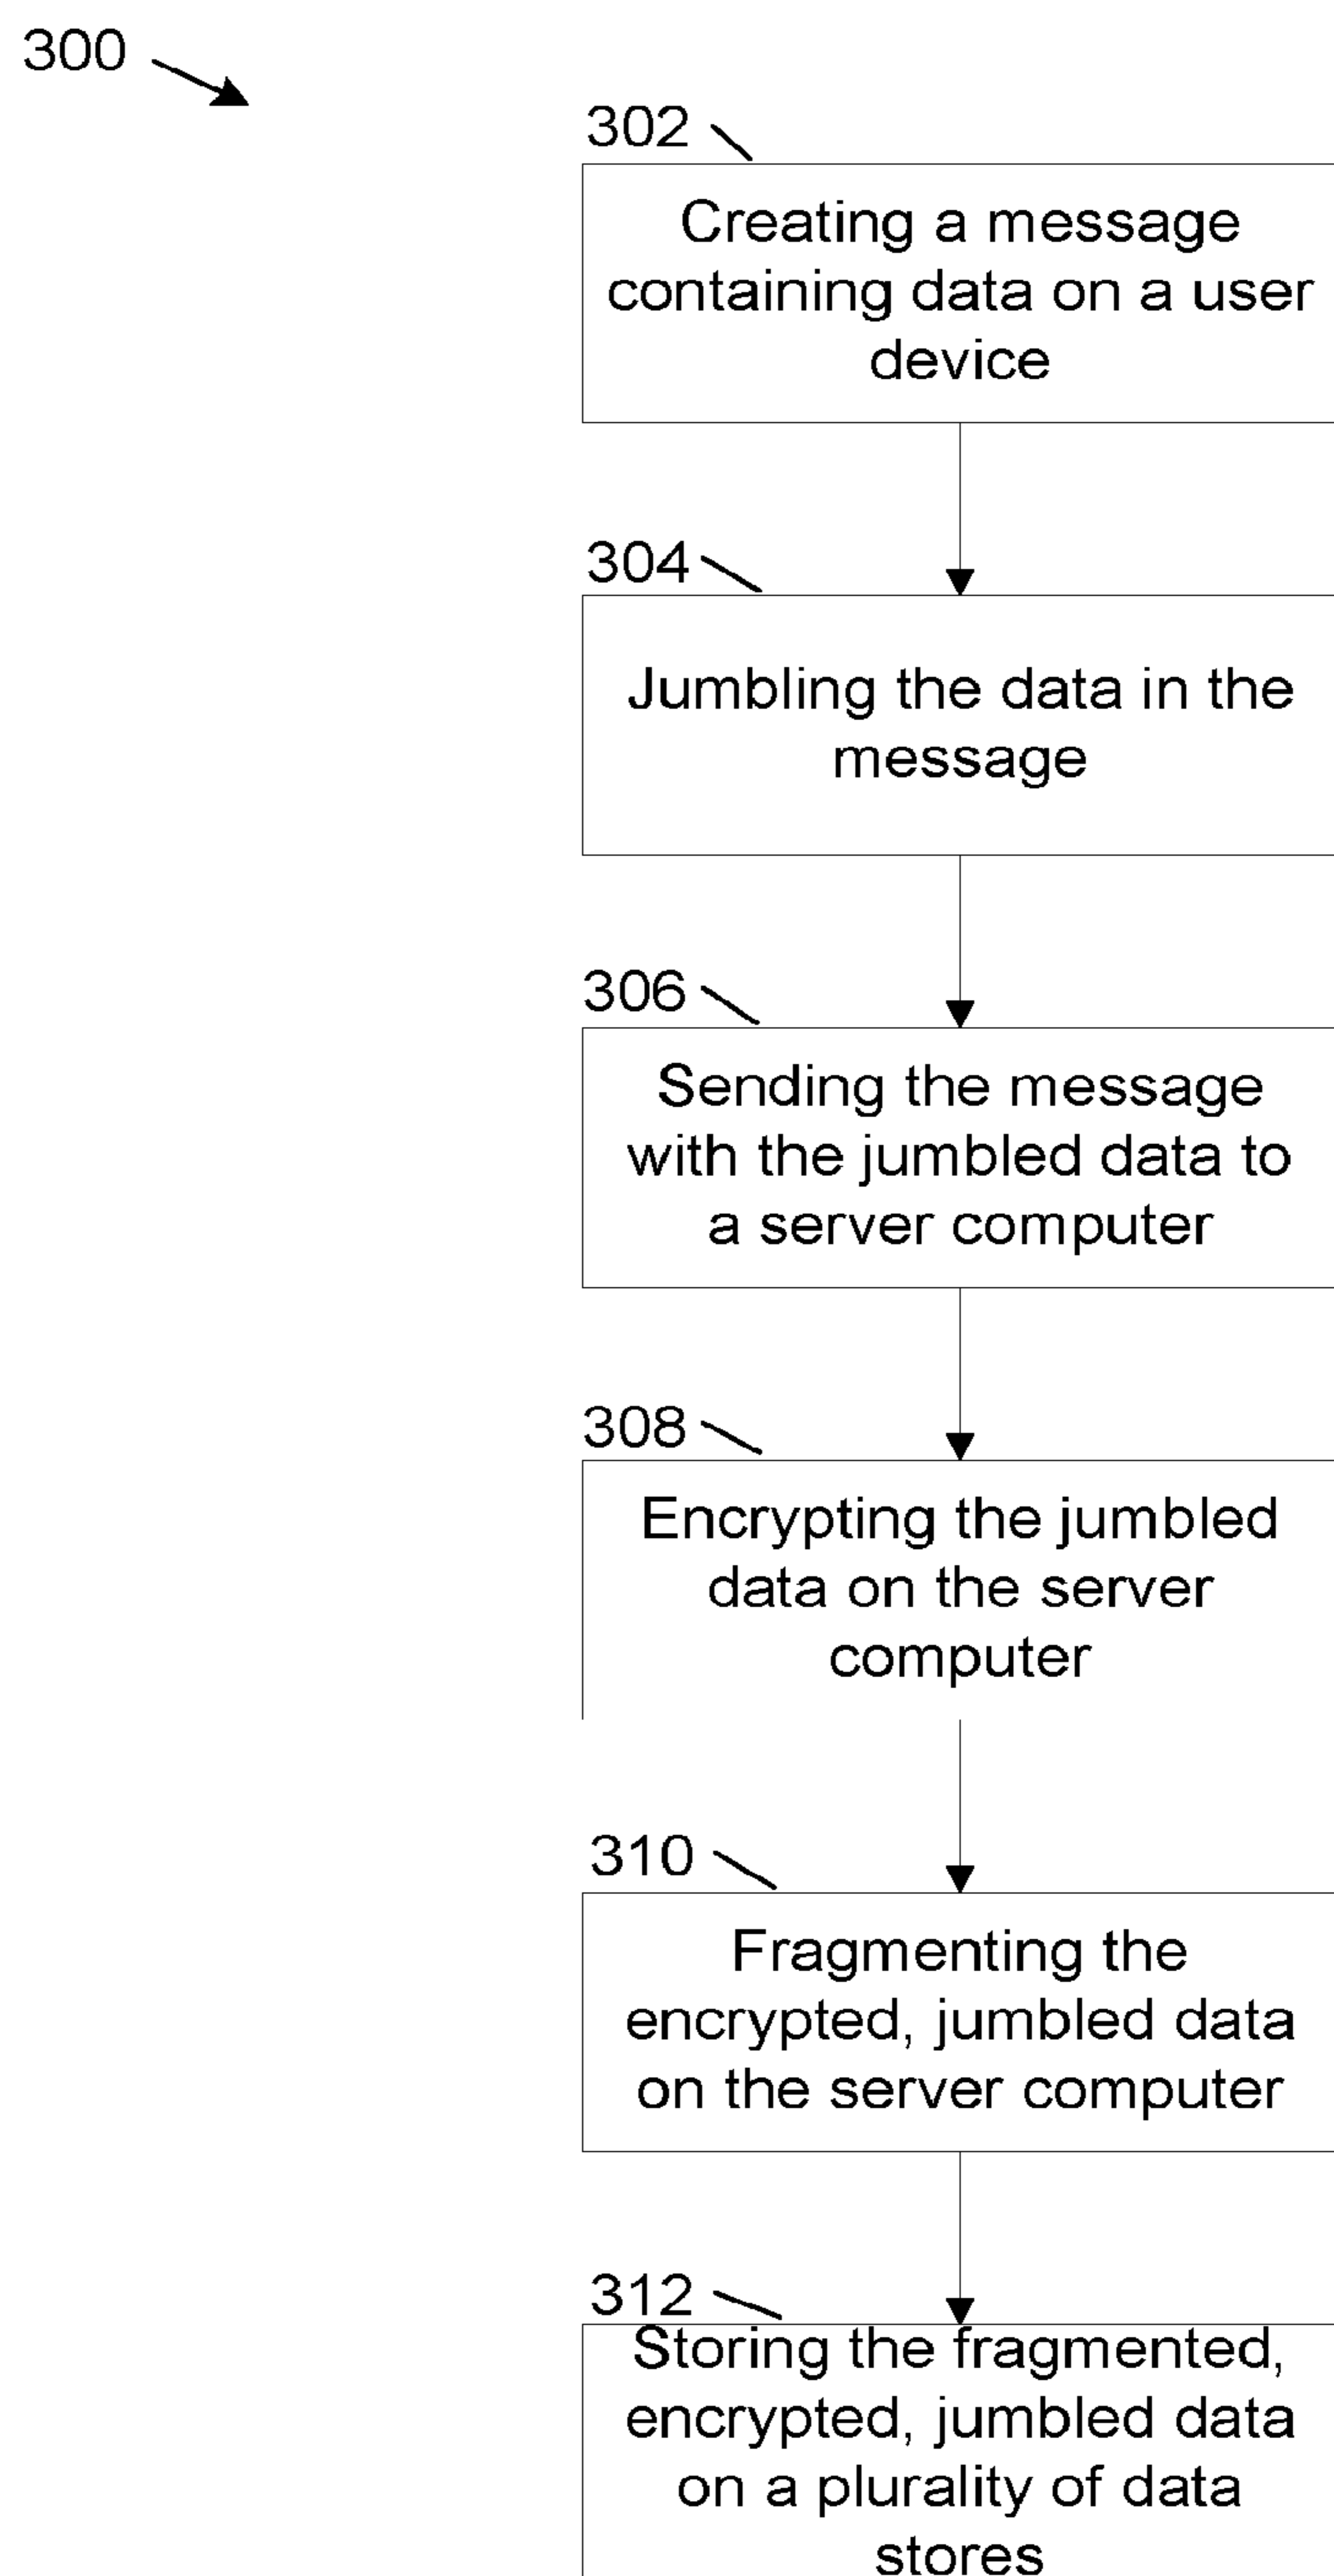 300
302
Creating a message
containing data on a user
device
304
Jumbling the data in the
message
306
Sending the message
with the jumbled data to
a server computer
308
Encrypting the jumbled
data on the server
computer
310
Fragmenting the
encrypted, jumbled data
on the server computer
312
Storing the fragmented,
encrypted, jumbled data
on a plurality of data
stores